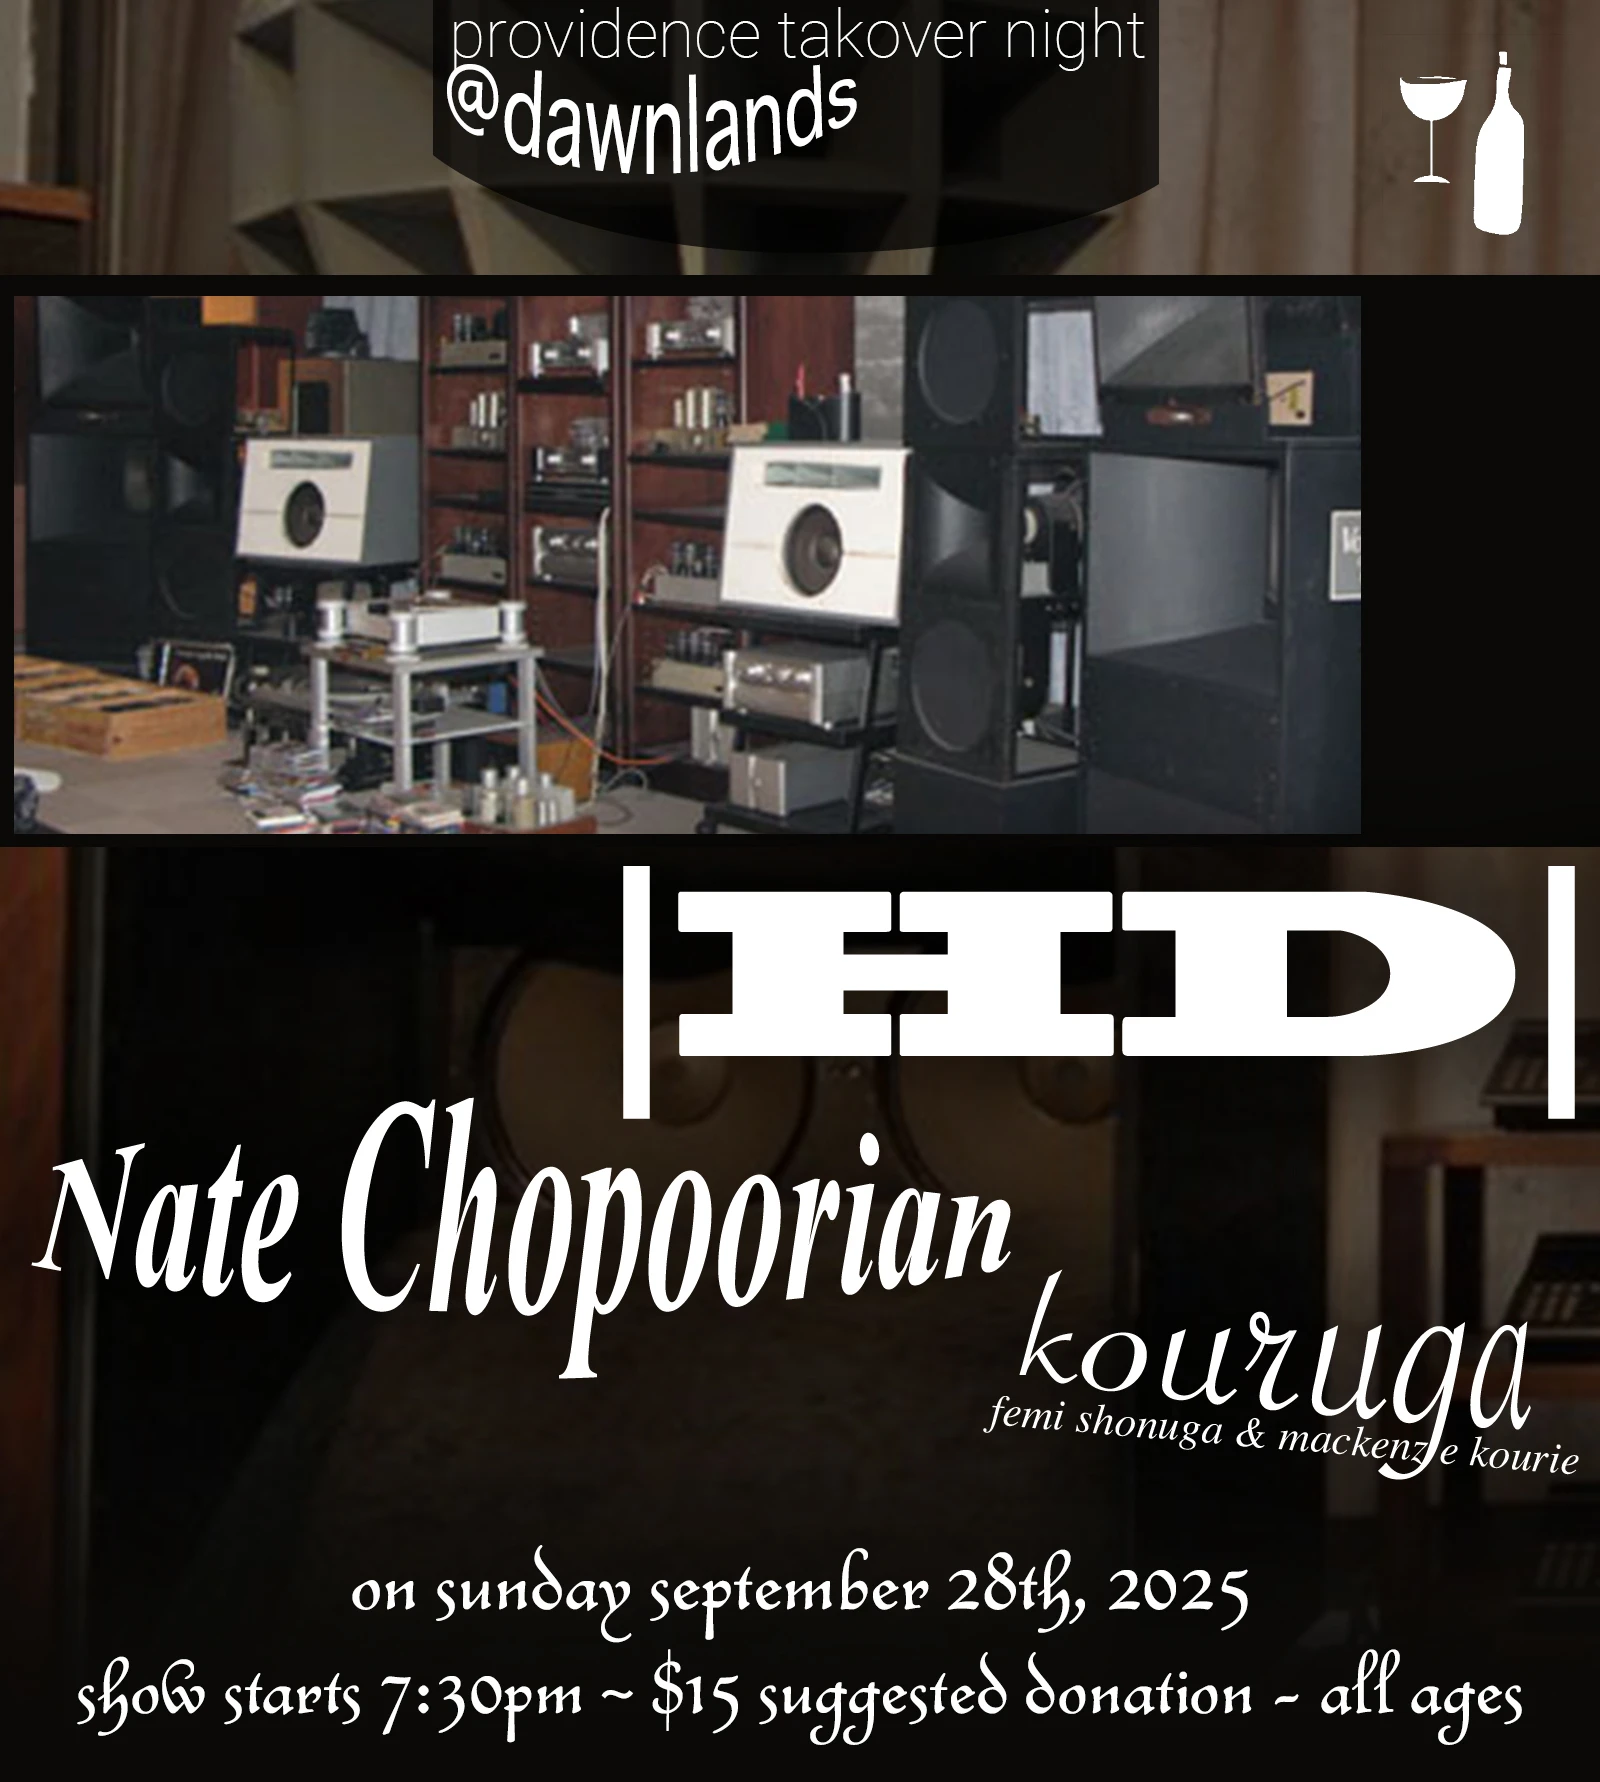 providence takover night
@dawnlands
|HD|
Nate Chopoorian
kouruga
femi shonuga & mackenzie kourie
on sunday september 28th, 2025
show starts 7:30pm ~ $15 suggested donation - all ages